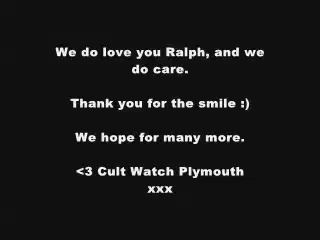 We do love you Ralph, and we
do care.
Thank you for the smile :)
We hope for many more.
<3 Cult Watch Plymouth
xxx